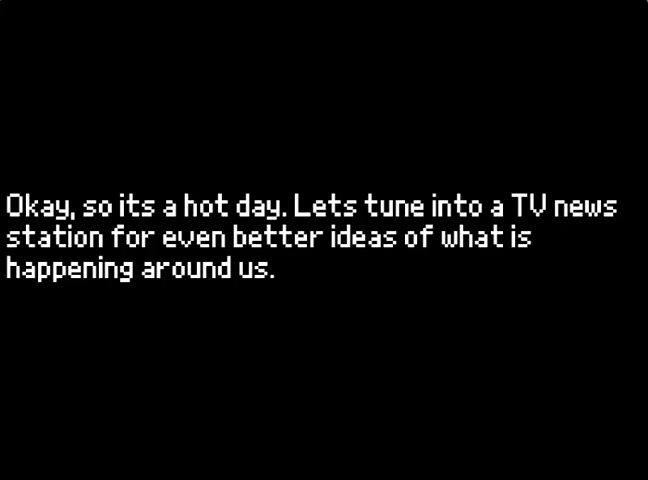 Okay, so its a hot day. Lets tune into a TV news
station for even better ideas of what is
happening around us.